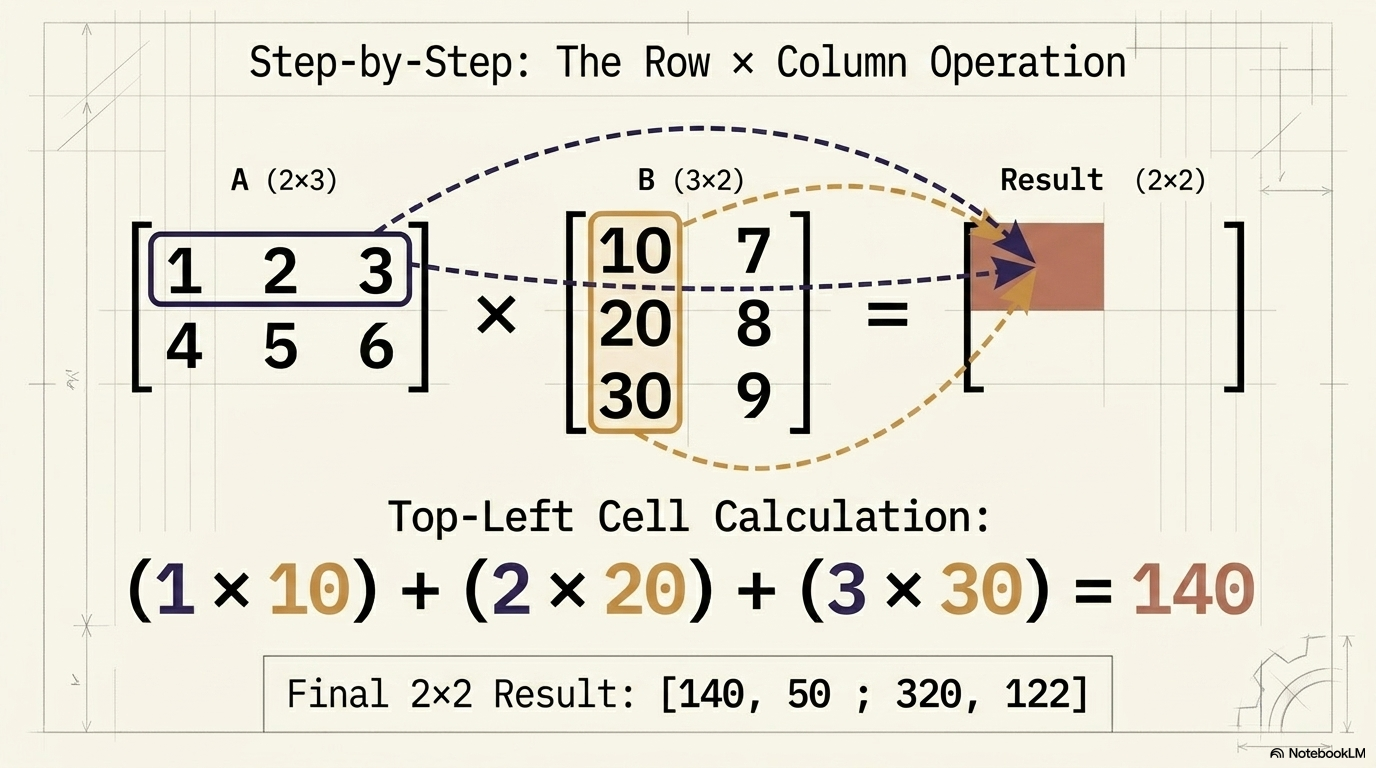 Step-by-Step: The Row × Column Operation
A (2×3) B (3×2) Result (2×2)
1 2 3
4 5 6
×
10 7
20 8
30 9
=
Top-Left Cell Calculation:
(1 × 10) + (2 × 20) + (3 × 30) = 140
Final 2×2 Result: [140, 50 ; 320, 122]
NotebookLM